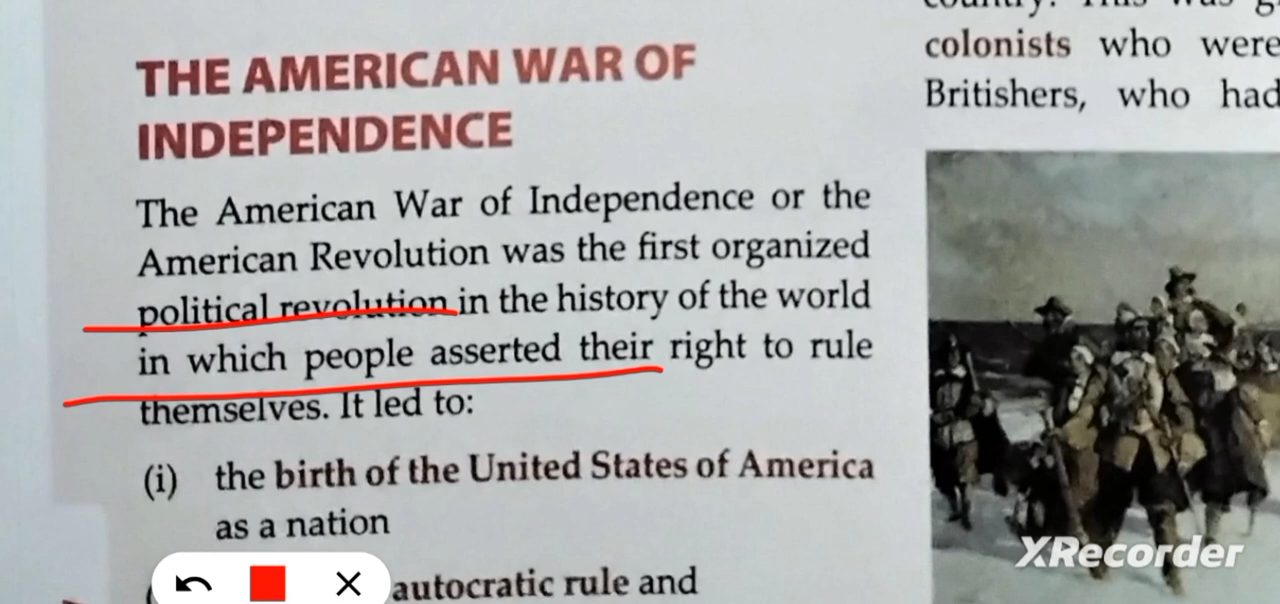 THE AMERICAN WAR OF
INDEPENDENCE
The American War of Independence or the
American Revolution was the first organized
political revolution in the history of the world
in which people asserted their right to rule
themselves. It led to:
(i) the birth of the United States of America
as a nation
autocratic rule and
colonists who were
Britishers, who had
XRecorder